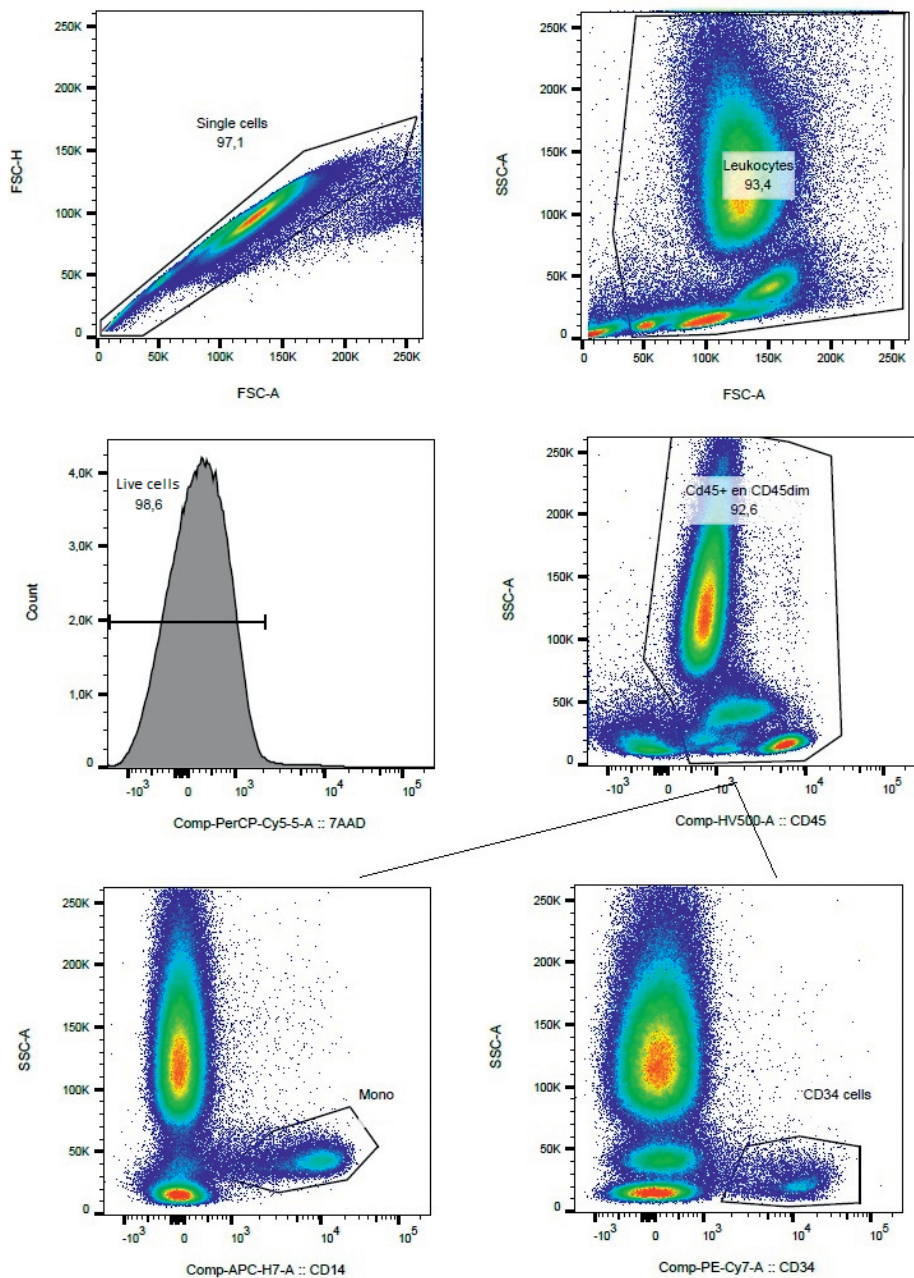 250K
200K
150K
100K
50K
0
FSC-H
Single cells
97,1
0
50K
100K
150K
200K
250K
FSC-A
250K
200K
150K
100K
50K
0
SSC-A
Leukocytes
93,4
0
50K
100K
150K
200K
250K
FSC-A
4,0K
3,0K
2,0K
1,0K
0
Count
Live cells
98,6
-10³
0
10³
10⁴
10⁵
Comp-PerCP-Cy5-5-A :: 7AAD
250K
200K
150K
100K
50K
0
SSC-A
Cd45+ en CD45dim
92,6
-10³
10³
10⁴
10⁵
Comp-HV500-A :: CD45
250K
200K
150K
100K
50K
0
SSC-A
Mono
-10³
0
10³
10⁴
10⁵
Comp-APC-H7-A :: CD14
250K
200K
150K
100K
50K
0
SSC-A
CD34 cells
-10³
0
10³
10⁴
10⁵
Comp-PE-Cy7-A :: CD34